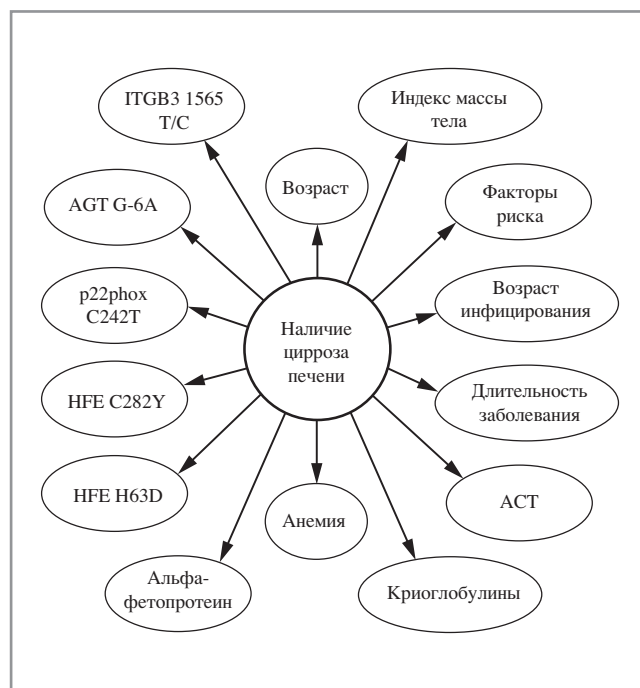 ITGB3 1565
T/C
Индекс массы
тела
Возраст
AGT G-6A
Факторы
риска
p22phox
C242T
Возраст
инфицирования
Наличие
цирроза
печени
HFE C282Y
Длительность
заболевания
HFE H63D
АСТ
Анемия
Альфа-
фетопротеин
Криоглобулины